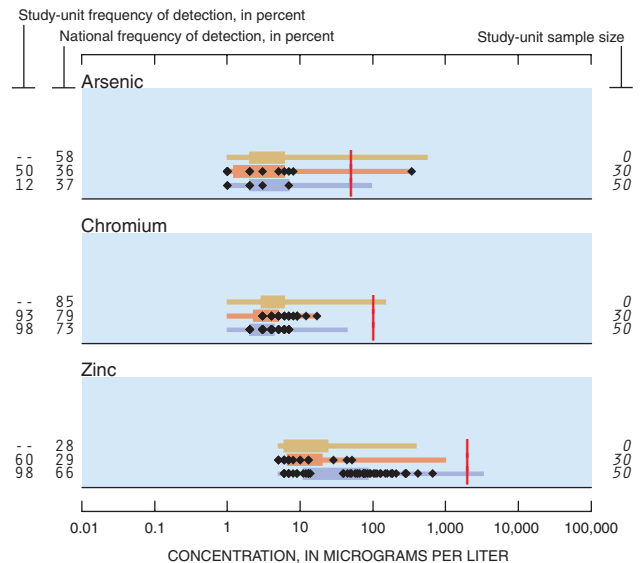 Study-unit frequency of detection, in percent
National frequency of detection, in percent
Study-unit sample size
Arsenic
-- 58 0
50 36 30
12 37 50
Chromium
-- 85 0
93 79 30
98 73 50
Zinc
-- 28 0
60 29 30
98 66 50
0.01 0.1 1 10 100 1,000 10,000 100,000
CONCENTRATION, IN MICROGRAMS PER LITER